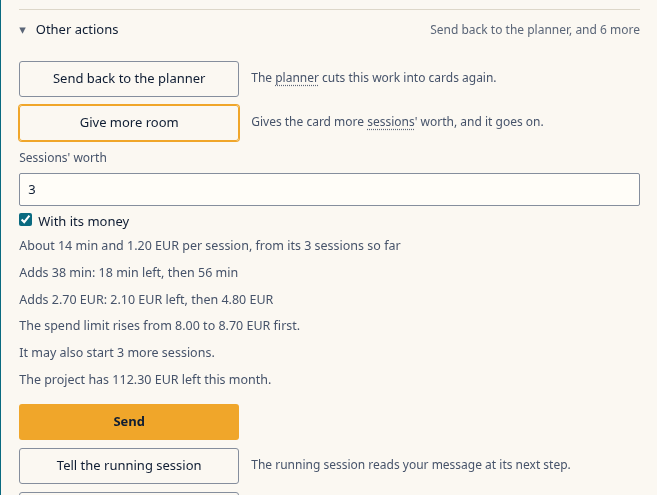 ▼ Other actions Send back to the planner, and 6 more
Send back to the planner The planner cuts this work into cards again.
Give more room Gives the card more sessions' worth, and it goes on.
Sessions' worth
3
With its money
About 14 min and 1.20 EUR per session, from its 3 sessions so far
Adds 38 min: 18 min left, then 56 min
Adds 2.70 EUR: 2.10 EUR left, then 4.80 EUR
The spend limit rises from 8.00 to 8.70 EUR first.
It may also start 3 more sessions.
The project has 112.30 EUR left this month.
Send
Tell the running session The running session reads your message at its next step.